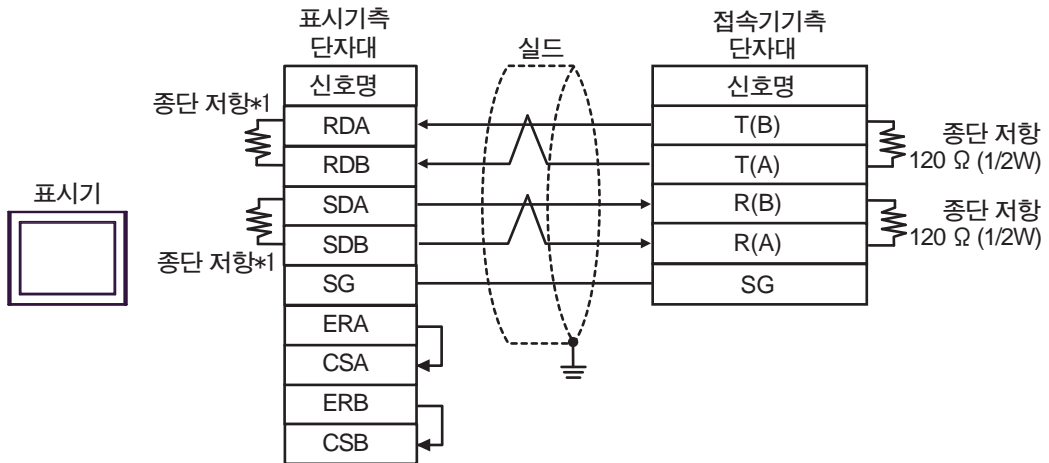 표시기측
단자대
신호명
종단 저항*1
RDA
RDB
SDA
SDB
종단 저항*1
SG
ERA
CSA
ERB
CSB
표시기
실드
접속기기측
단자대
신호명
T(B)
T(A)
R(B)
R(A)
SG
종단 저항
120 Ω (1/2W)
종단 저항
120 Ω (1/2W)